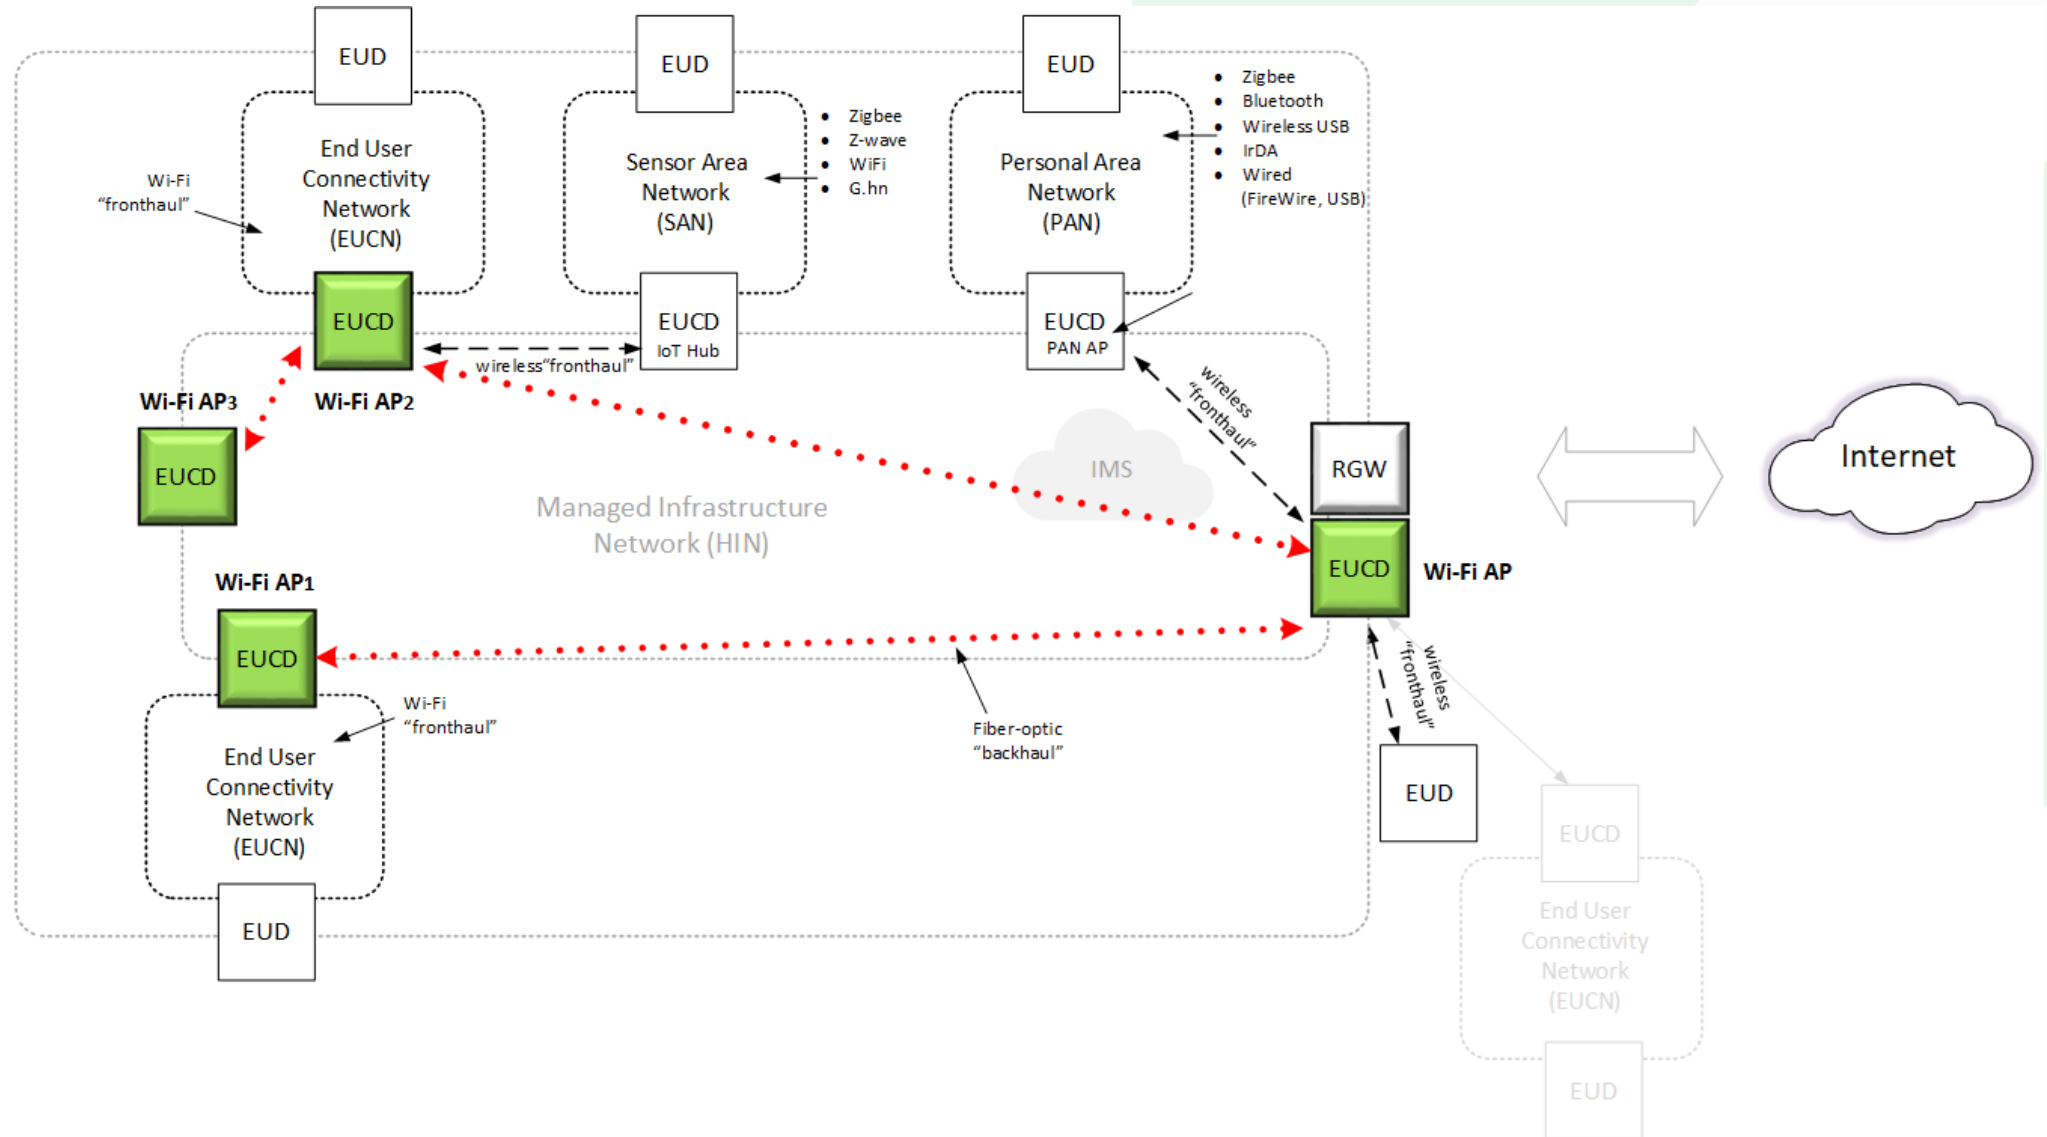 EUD
EUD
EUD
End User
Connectivity
Network
(EUCN)
Wi-Fi
“fronthaul”
Sensor Area
Network
(SAN)
• Zigbee
• Z-wave
• WiFi
• G.hn
Personal Area
Network
(PAN)
• Zigbee
• Bluetooth
• Wireless USB
• IrDA
• Wired
(FireWire, USB)
EUCD
Wi-Fi AP2
wireless“fronthaul”
EUCD
IoT Hub
EUCD
PAN AP
wireless
“fronthaul”
Wi-Fi AP3
EUCD
Managed Infrastructure
Network (HIN)
IMS
RGW
EUCD
Wi-Fi AP
Internet
Wi-Fi AP1
EUCD
Wi-Fi
“fronthaul”
End User
Connectivity
Network
(EUCN)
EUD
Fiber-optic
“backhaul”
wireless
“fronthaul”
EUD
EUCD
End User
Connectivity
Network
(EUCN)
EUD